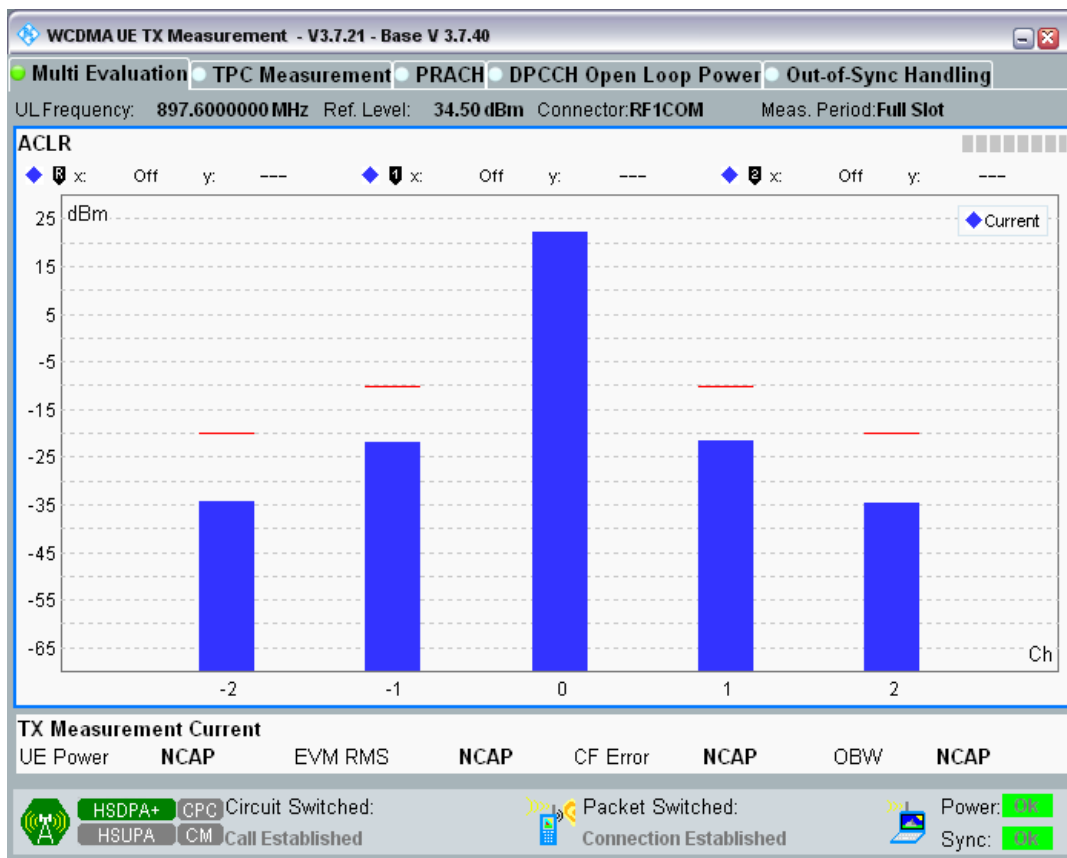 WCDMA UE TX Measurement - V3.7.21 - Base V 3.7.40
Multi Evaluation TPC Measurement PRACH DPCCH Open Loop Power Out-of-Sync Handling
UL Frequency: 897.6000000 MHz Ref. Level: 34.50 dBm Connector:RF1COM Meas. Period:Full Slot
ACLR
R x: Off y: --- 1 x: Off y: --- 2 x: Off y: ---
dBm
Current
25
15
5
-5
-15
-25
-35
-45
-55
-65
Ch
-2 -1 0 1 2
TX Measurement Current
UE Power NCAP EVM RMS NCAP CF Error NCAP OBW NCAP
HSDPA+ CPC Circuit Switched: Packet Switched: Power: Ok
HSUPA CM Call Established Connection Established Sync: Ok